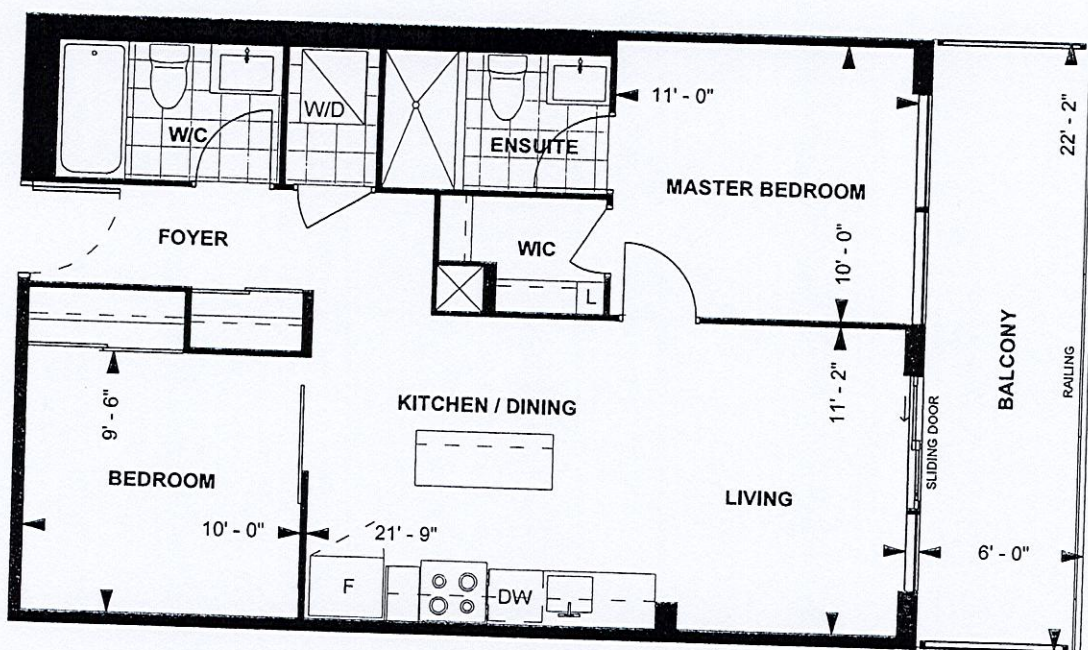 W/C
W/D
ENSUITE
11' - 0"
22' - 2"
MASTER BEDROOM
FOYER
WIC
10' - 0"
L
BALCONY
RAILING
11' - 2"
9' - 6"
KITCHEN / DINING
SLIDING DOOR
BEDROOM
LIVING
10' - 0"
21' - 9"
6' - 0"
F
DW